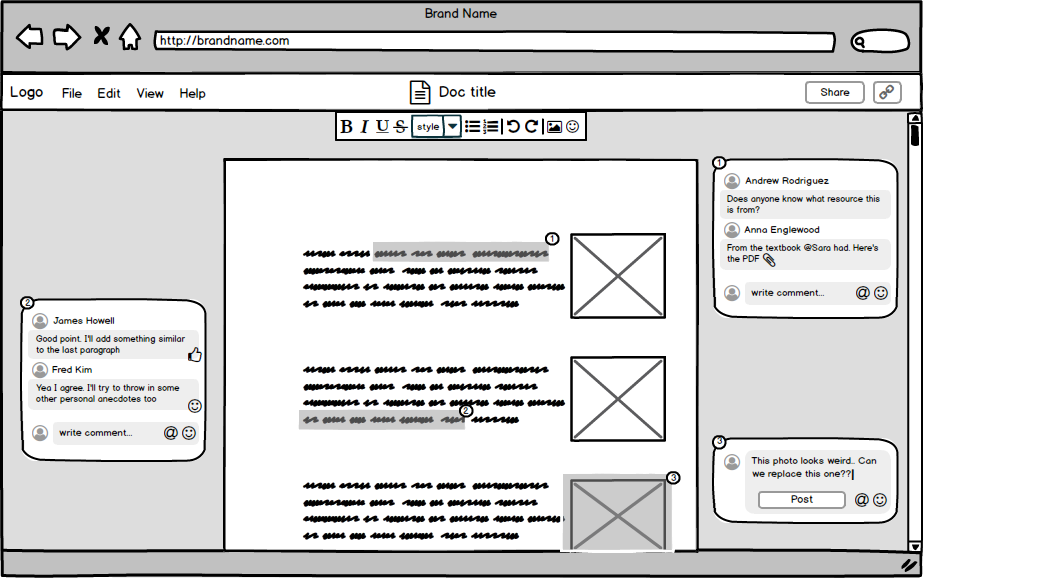 Brand Name
http://brandname.com
Logo File Edit View Help
Doc title
Share
B I U S style
1
Andrew Rodriguez
Does anyone know what resource this
is from?
Anna Englewood
From the textbook @Sara had. Here's
the PDF
write comment... @
1
2
James Howell
Good point. I'll add something similar
to the last paragraph
Fred Kim
Yea I agree. I'll try to throw in some
other personal anecdotes too
write comment... @
2
3
3
This photo looks weird.. Can
we replace this one??
Post @